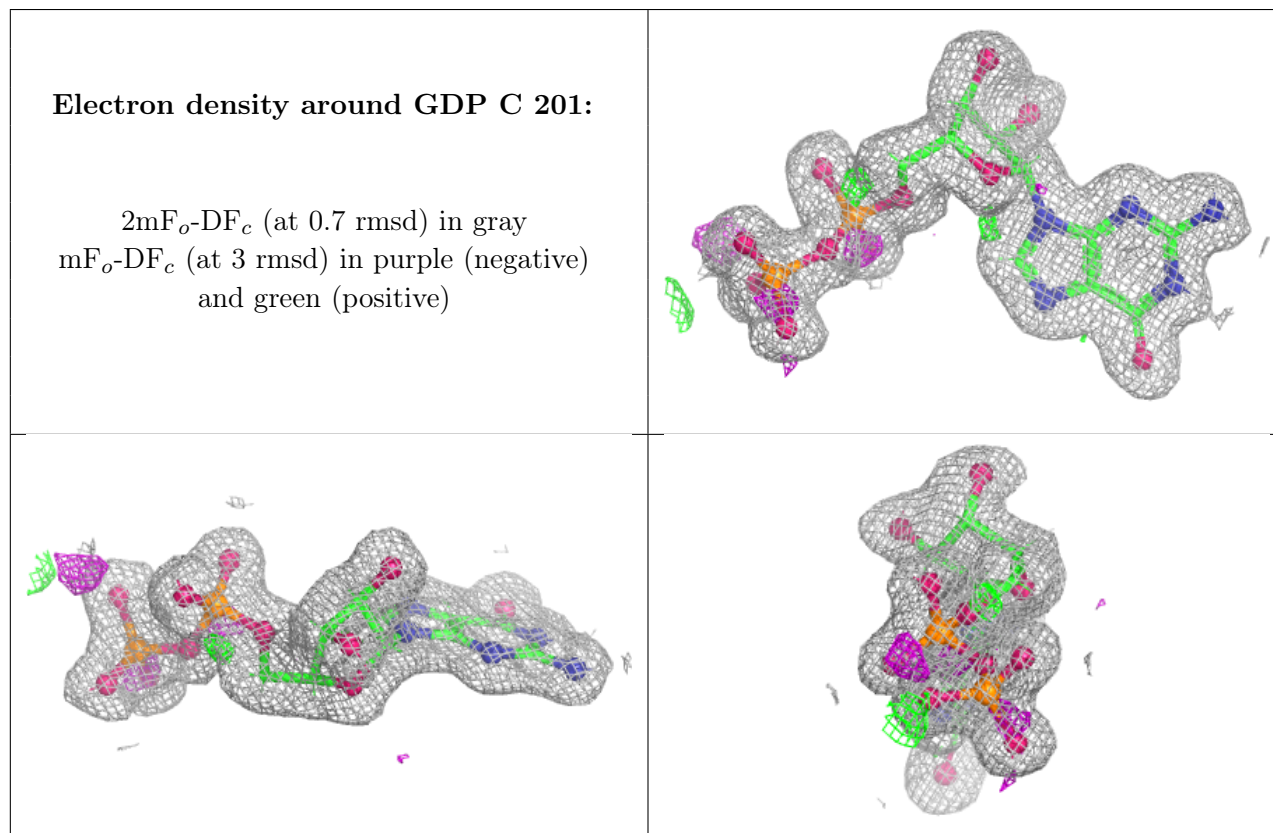 Electron density around GDP C 201:
2mFₒ-DF𝒸 (at 0.7 rmsd) in gray
mFₒ-DF𝒸 (at 3 rmsd) in purple (negative)
and green (positive)